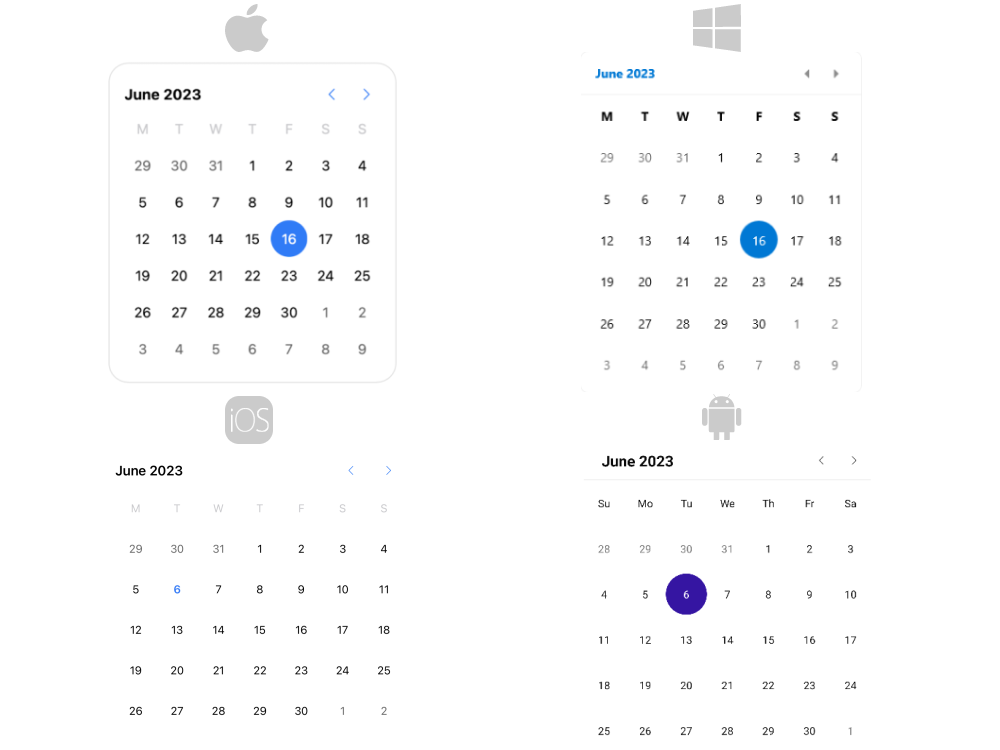 June 2023
M T W T F S S
29 30 31 1 2 3 4
5 6 7 8 9 10 11
12 13 14 15 16 17 18
19 20 21 22 23 24 25
26 27 28 29 30 1 2
3 4 5 6 7 8 9
June 2023
M T W T F S S
29 30 31 1 2 3 4
5 6 7 8 9 10 11
12 13 14 15 16 17 18
19 20 21 22 23 24 25
26 27 28 29 30 1 2
3 4 5 6 7 8 9
iOS
June 2023
M T W T F S S
29 30 31 1 2 3 4
5 6 7 8 9 10 11
12 13 14 15 16 17 18
19 20 21 22 23 24 25
26 27 28 29 30 1 2
June 2023
Su Mo Tu We Th Fr Sa
28 29 30 31 1 2 3
4 5 6 7 8 9 10
11 12 13 14 15 16 17
18 19 20 21 22 23 24
25 26 27 28 29 30 1